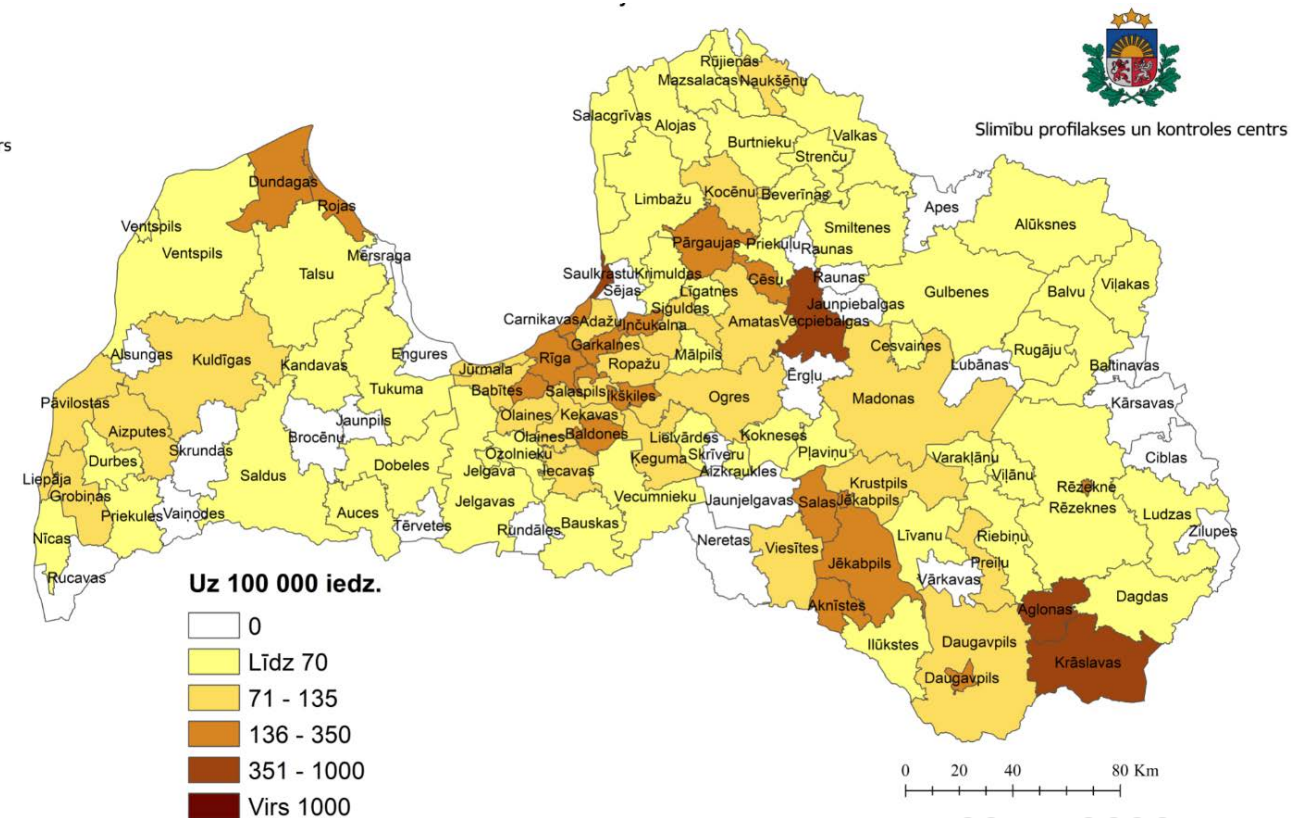 rs
Slimību profilakses un kontroles centrs
Rūjienas
Mazsalacas
Naukšēnu
Salacgrīvas
Alojas
Burtnieku
Valkas
Strenču
Dundagas
Rojas
Kocēnu
Beverīnas
Limbažu
Apes
Smiltenes
Alūksnes
Ventspils
Ventspils
Mērsraga
Talsu
Pārgaujas
Priekuļu
Raunas
Saulkrastu
Krimuldas
Cēsu
Raunas
Sējas
Līgatnes
Jaunpiebalgas
Gulbenes
Balvu
Viļakas
Siguldas
Carnikavas
Ādažu
Inčukalna
Amatas
Vecpiebalgas
Garkalnes
Cesvaines
Rugāju
Alsungas
Kuldīgas
Kandavas
Engures
Rīga
Ropažu
Mālpils
Jūrmala
Ērgļu
Lubānas
Baltinavas
Tukuma
Babītes
Salaspils
Ikšķiles
Ogres
Madonas
Kārsavas
Pāvilostas
Aizputes
Jaunpils
Olaines
Ķekavas
Brocēnu
Olaines
Baldones
Lielvārdes
Kokneses
Skrundas
Ozolnieku
Skrīveru
Pļaviņu
Varakļānu
Ciblas
Durbes
Saldus
Dobeles
Jelgava
Iecavas
Ķeguma
Aizkraukles
Viļānu
Liepāja
Krustpils
Rēzekne
Grobiņas
Jelgavas
Vecumnieku
Jaunjelgavas
Salas
Jēkabpils
Rēzeknes
Priekules
Vaiņodes
Auces
Tērvetes
Rundāles
Bauskas
Ludzas
Nīcas
Neretas
Viesītes
Līvanu
Riebiņu
Zilupes
Jēkabpils
Preiļu
Rucavas
Vārkavas
Aknīstes
Aglonas
Dagdas
Ilūkstes
Daugavpils
Krāslavas
Daugavpils
Uz 100 000 iedz.
0
Līdz 70
71 - 135
136 - 350
351 - 1000
Virs 1000
0 20 40 80 Km